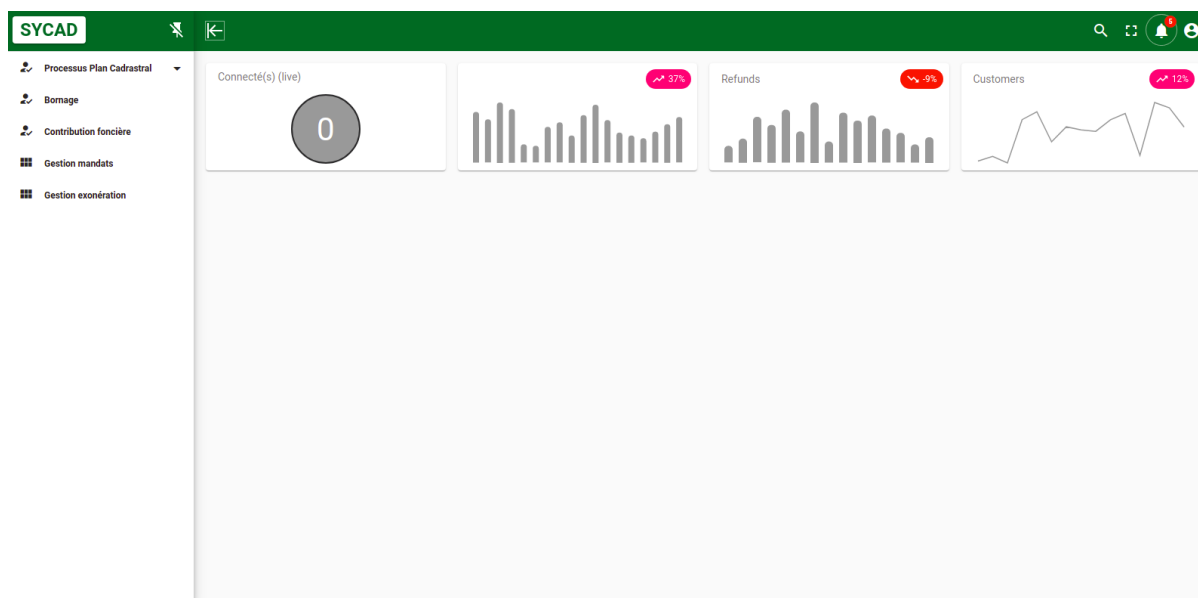 SYCAD
5
Processus Plan Cadrastral
Bornage
Contribution foncière
Gestion mandats
Gestion exonération
Connecté(s) (live)
0
37%
Refunds
-9%
Customers
12%